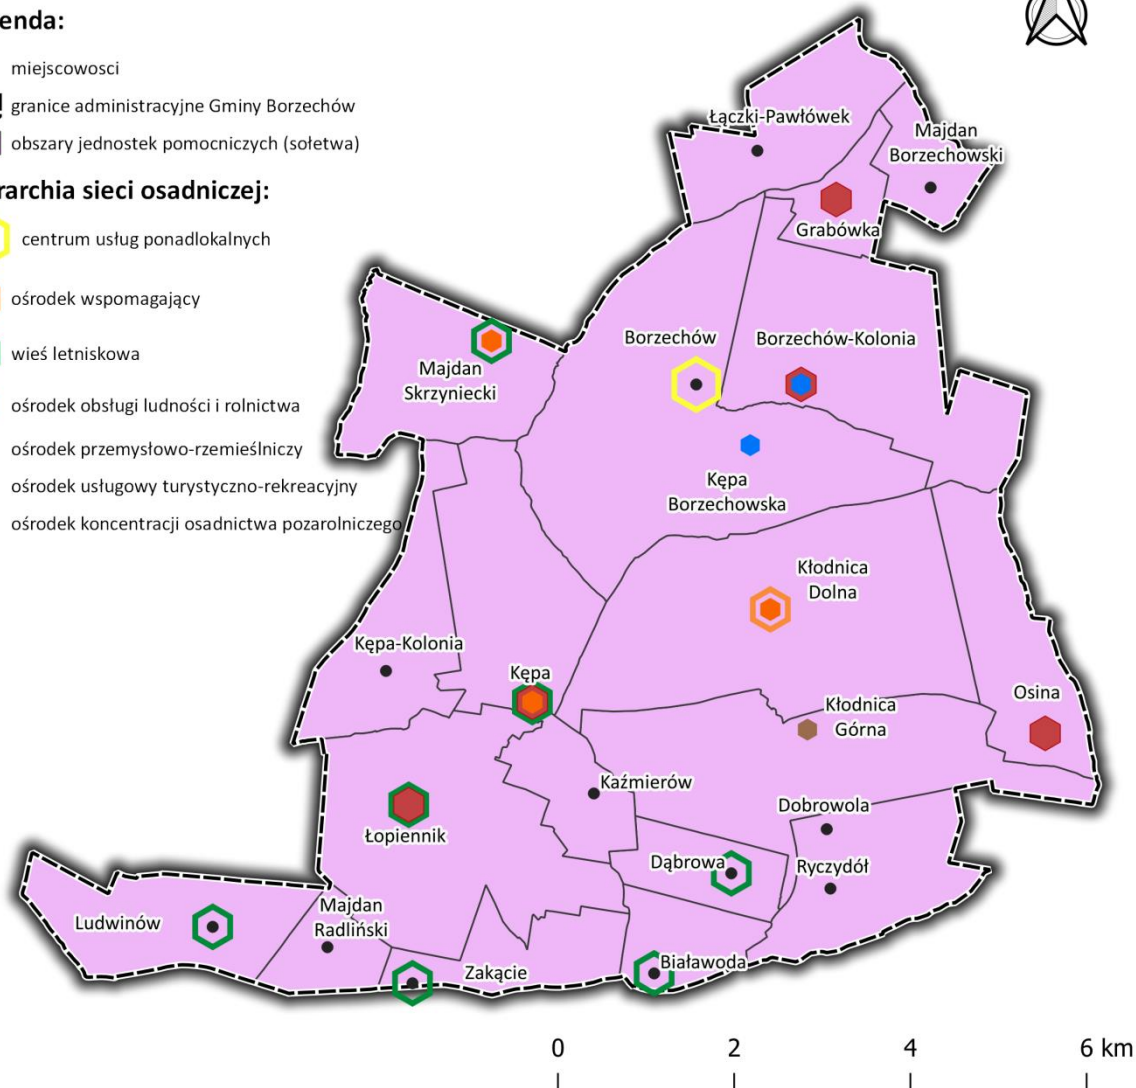 enda:
miejscowosci
granice administracyjne Gminy Borzechów
obszary jednostek pomocniczych (sołetwa)
rarchia sieci osadniczej:
centrum usług ponadlokalnych
ośrodek wspomagający
wieś letniskowa
ośrodek obsługi ludności i rolnictwa
ośrodek przemysłowo-rzemieślniczy
ośrodek usługowy turystyczno-rekreacyjny
ośrodek koncentracji osadnictwa pozarolniczego
Łączki-Pawłówek
Majdan
Borzechowski
Grabówka
Borzechów
Borzechów-Kolonia
Majdan
Skrzyniecki
Kępa
Borzechowska
Kłodnica
Dolna
Kępa-Kolonia
Kępa
Osina
Kłodnica
Górna
Kaźmierów
Dobrowola
Łopiennik
Dąbrowa
Ryczydół
Ludwinów
Majdan
Radliński
Zakącie
Białawoda
0 2 4 6 km